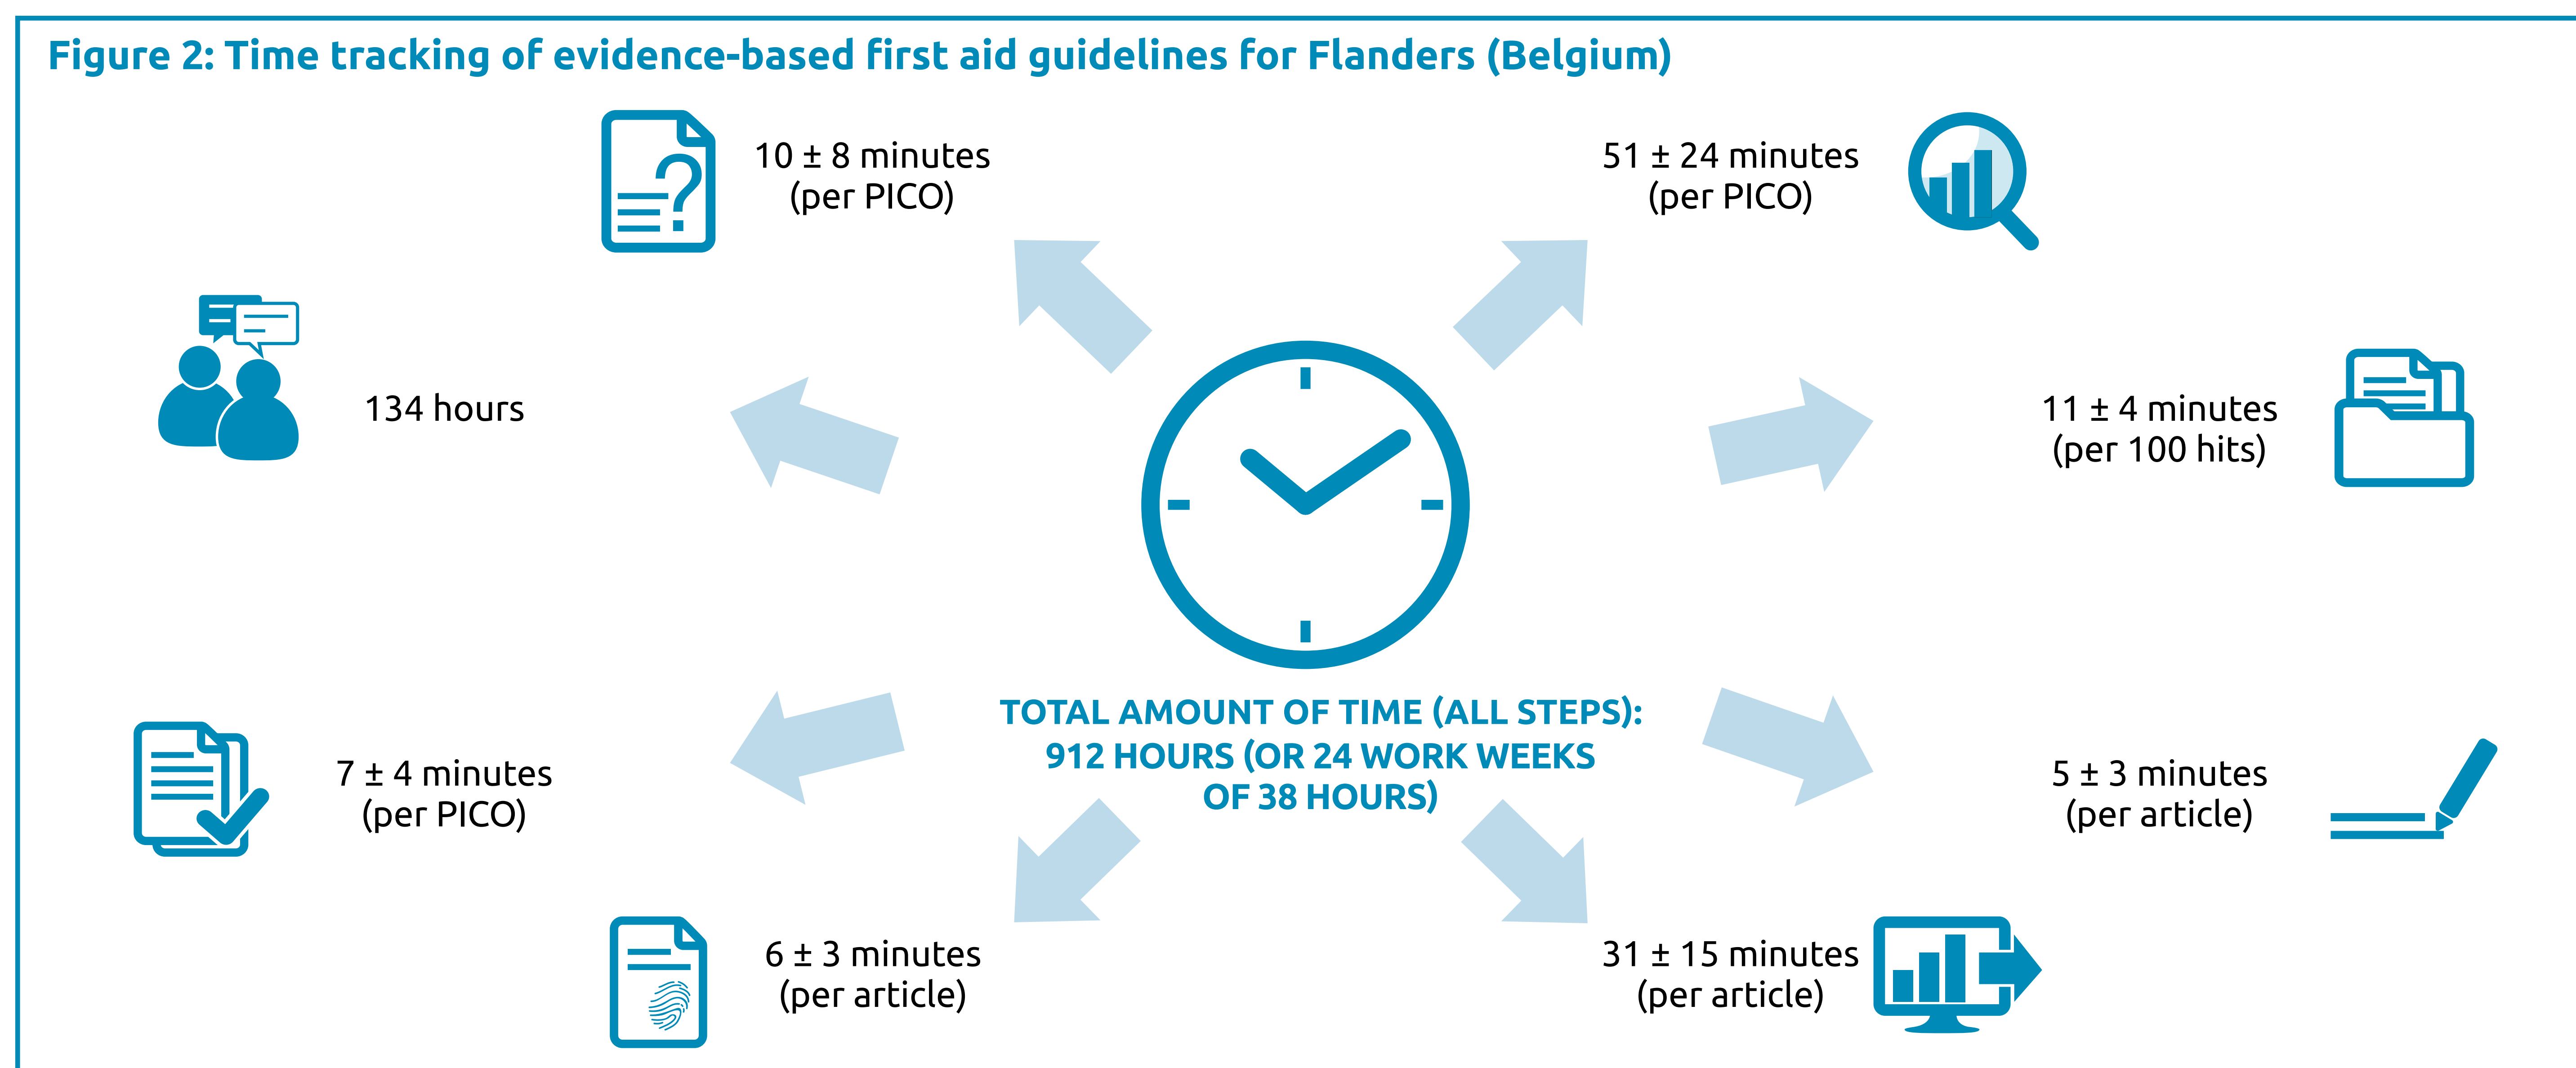 Figure 2: Time tracking of evidence-based first aid guidelines for Flanders (Belgium)
10 ± 8 minutes
(per PICO)
51 ± 24 minutes
(per PICO)
134 hours
11 ± 4 minutes
(per 100 hits)
TOTAL AMOUNT OF TIME (ALL STEPS):
912 HOURS (OR 24 WORK WEEKS
OF 38 HOURS)
7 ± 4 minutes
(per PICO)
5 ± 3 minutes
(per article)
6 ± 3 minutes
(per article)
31 ± 15 minutes
(per article)